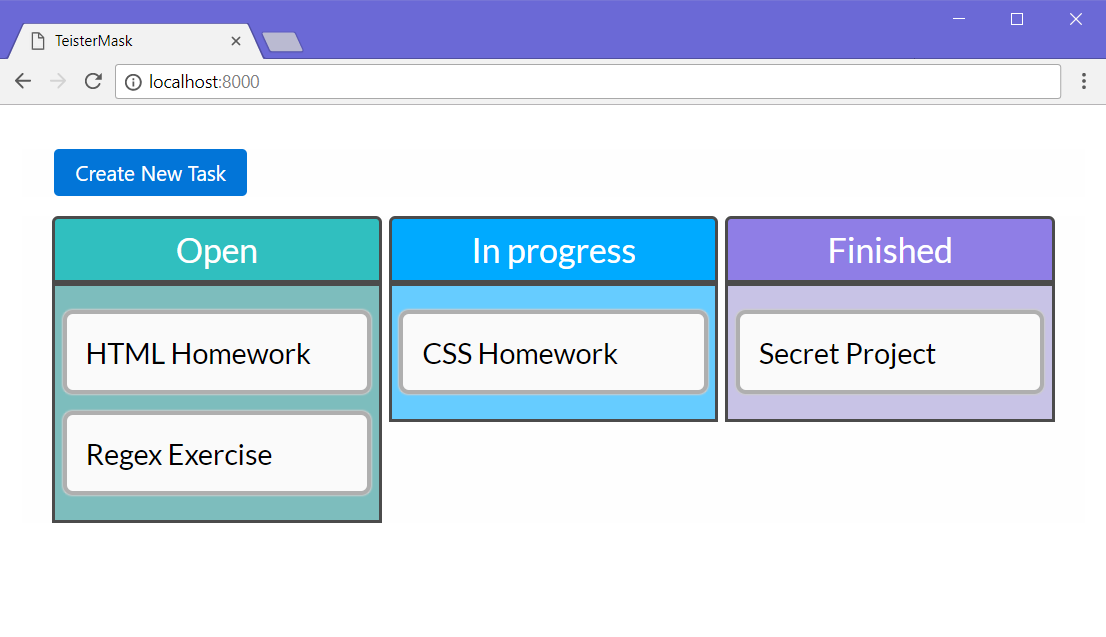 TeisterMask
localhost:8000
Create New Task
Open
HTML Homework
Regex Exercise
In progress
CSS Homework
Finished
Secret Project